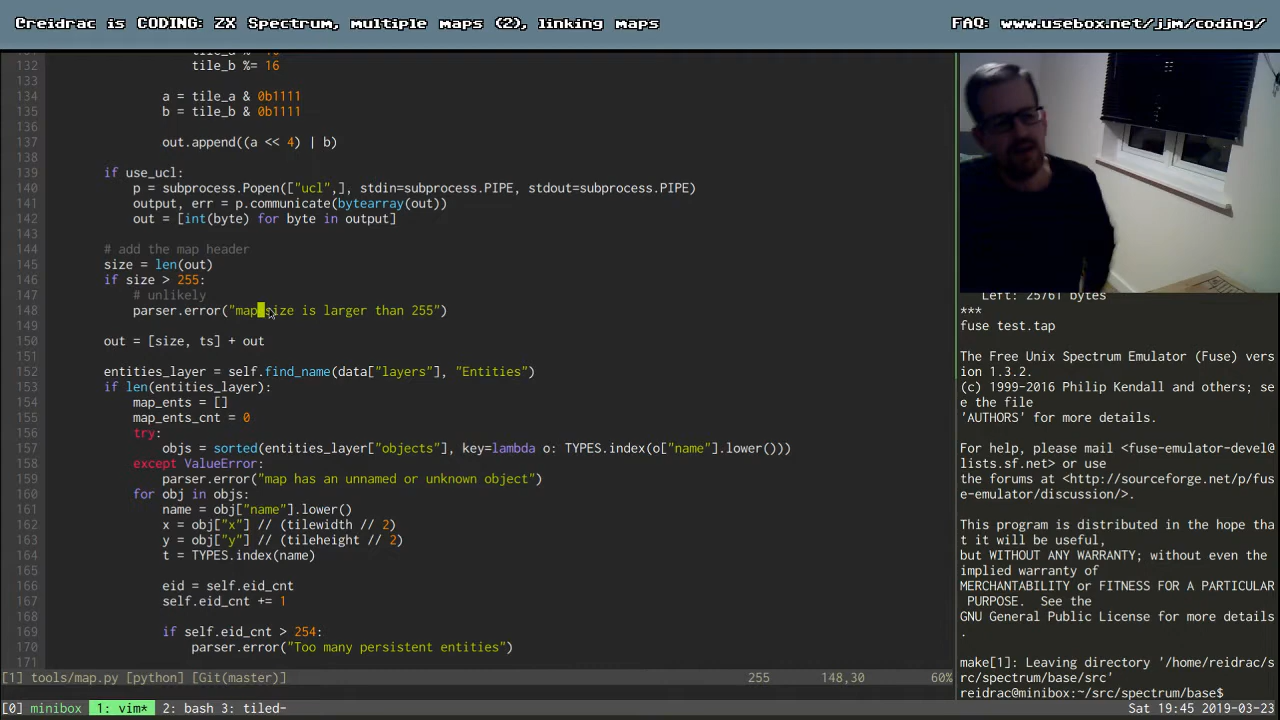 Creidrac is CODING: ZX Spectrum, multiple maps (2), linking maps
FAQ: www.usebox.net/jjm/coding/
132 tile_b %= 16
133
134 a = tile_a & 0b1111
135 b = tile_b & 0b1111
136
137 out.append((a << 4) | b)
138
139 if use_ucl:
140 p = subprocess.Popen(["ucl",], stdin=subprocess.PIPE, stdout=subprocess.PIPE)
141 output, err = p.communicate(bytearray(out))
142 out = [int(byte) for byte in output]
143
144 # add the map header
145 size = len(out)
146 if size > 255:
147 # unlikely
148 parser.error("map size is larger than 255")
149
150 out = [size, ts] + out
151
152 entities_layer = self.find_name(data["layers"], "Entities")
153 if len(entities_layer):
154 map_ents = []
155 map_ents_cnt = 0
156 try:
157 objs = sorted(entities_layer["objects"], key=lambda o: TYPES.index(o["name"].lower()))
158 except ValueError:
159 parser.error("map has an unnamed or unknown object")
160 for obj in objs:
161 name = obj["name"].lower()
162 x = obj["x"] // (tilewidth // 2)
163 y = obj["y"] // (tileheight // 2)
164 t = TYPES.index(name)
165
166 eid = self.eid_cnt
167 self.eid_cnt += 1
168
169 if self.eid_cnt > 254:
170 parser.error("Too many persistent entities")
171
[1] tools/map.py [python] [Git(master)] 255 148,30 60%
Left: 25761 bytes
***
fuse test.tap
The Free Unix Spectrum Emulator (Fuse) vers
ion 1.3.2.
(c) 1999-2016 Philip Kendall and others; se
e the file
'AUTHORS' for more details.
For help, please mail <fuse-emulator-devel@
lists.sf.net> or use
the forums at <http://sourceforge.net/p/fus
e-emulator/discussion/>.
This program is distributed in the hope tha
t it will be useful,
but WITHOUT ANY WARRANTY; without even the
implied warranty of
MERCHANTABILITY or FITNESS FOR A PARTICULAR
PURPOSE. See the
GNU General Public License for more details
.
make[1]: Leaving directory '/home/reidrac/s
rc/spectrum/base/src'
reidrac@minibox:~/src/spectrum/base$
[0] minibox 1: vim* 2: bash 3: tiled- Sat 19:45 2019-03-23